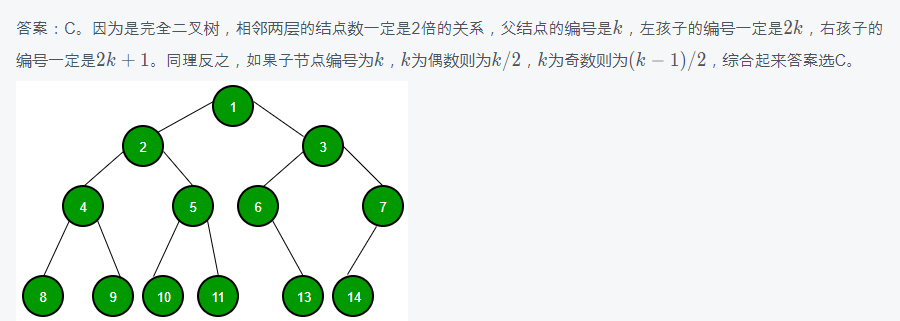 答案：C。因为是完全二叉树，相邻两层的结点数一定是2倍的关系，父结点的编号是k，左孩子的编号一定是2k，右孩子的
编号一定是2k + 1。同理反之，如果子节点编号为k，k为偶数则为k/2，k为奇数则为(k − 1)/2，综合起来答案选C。
1
2 3
4 5 6 7
8 9 10 11 13 14